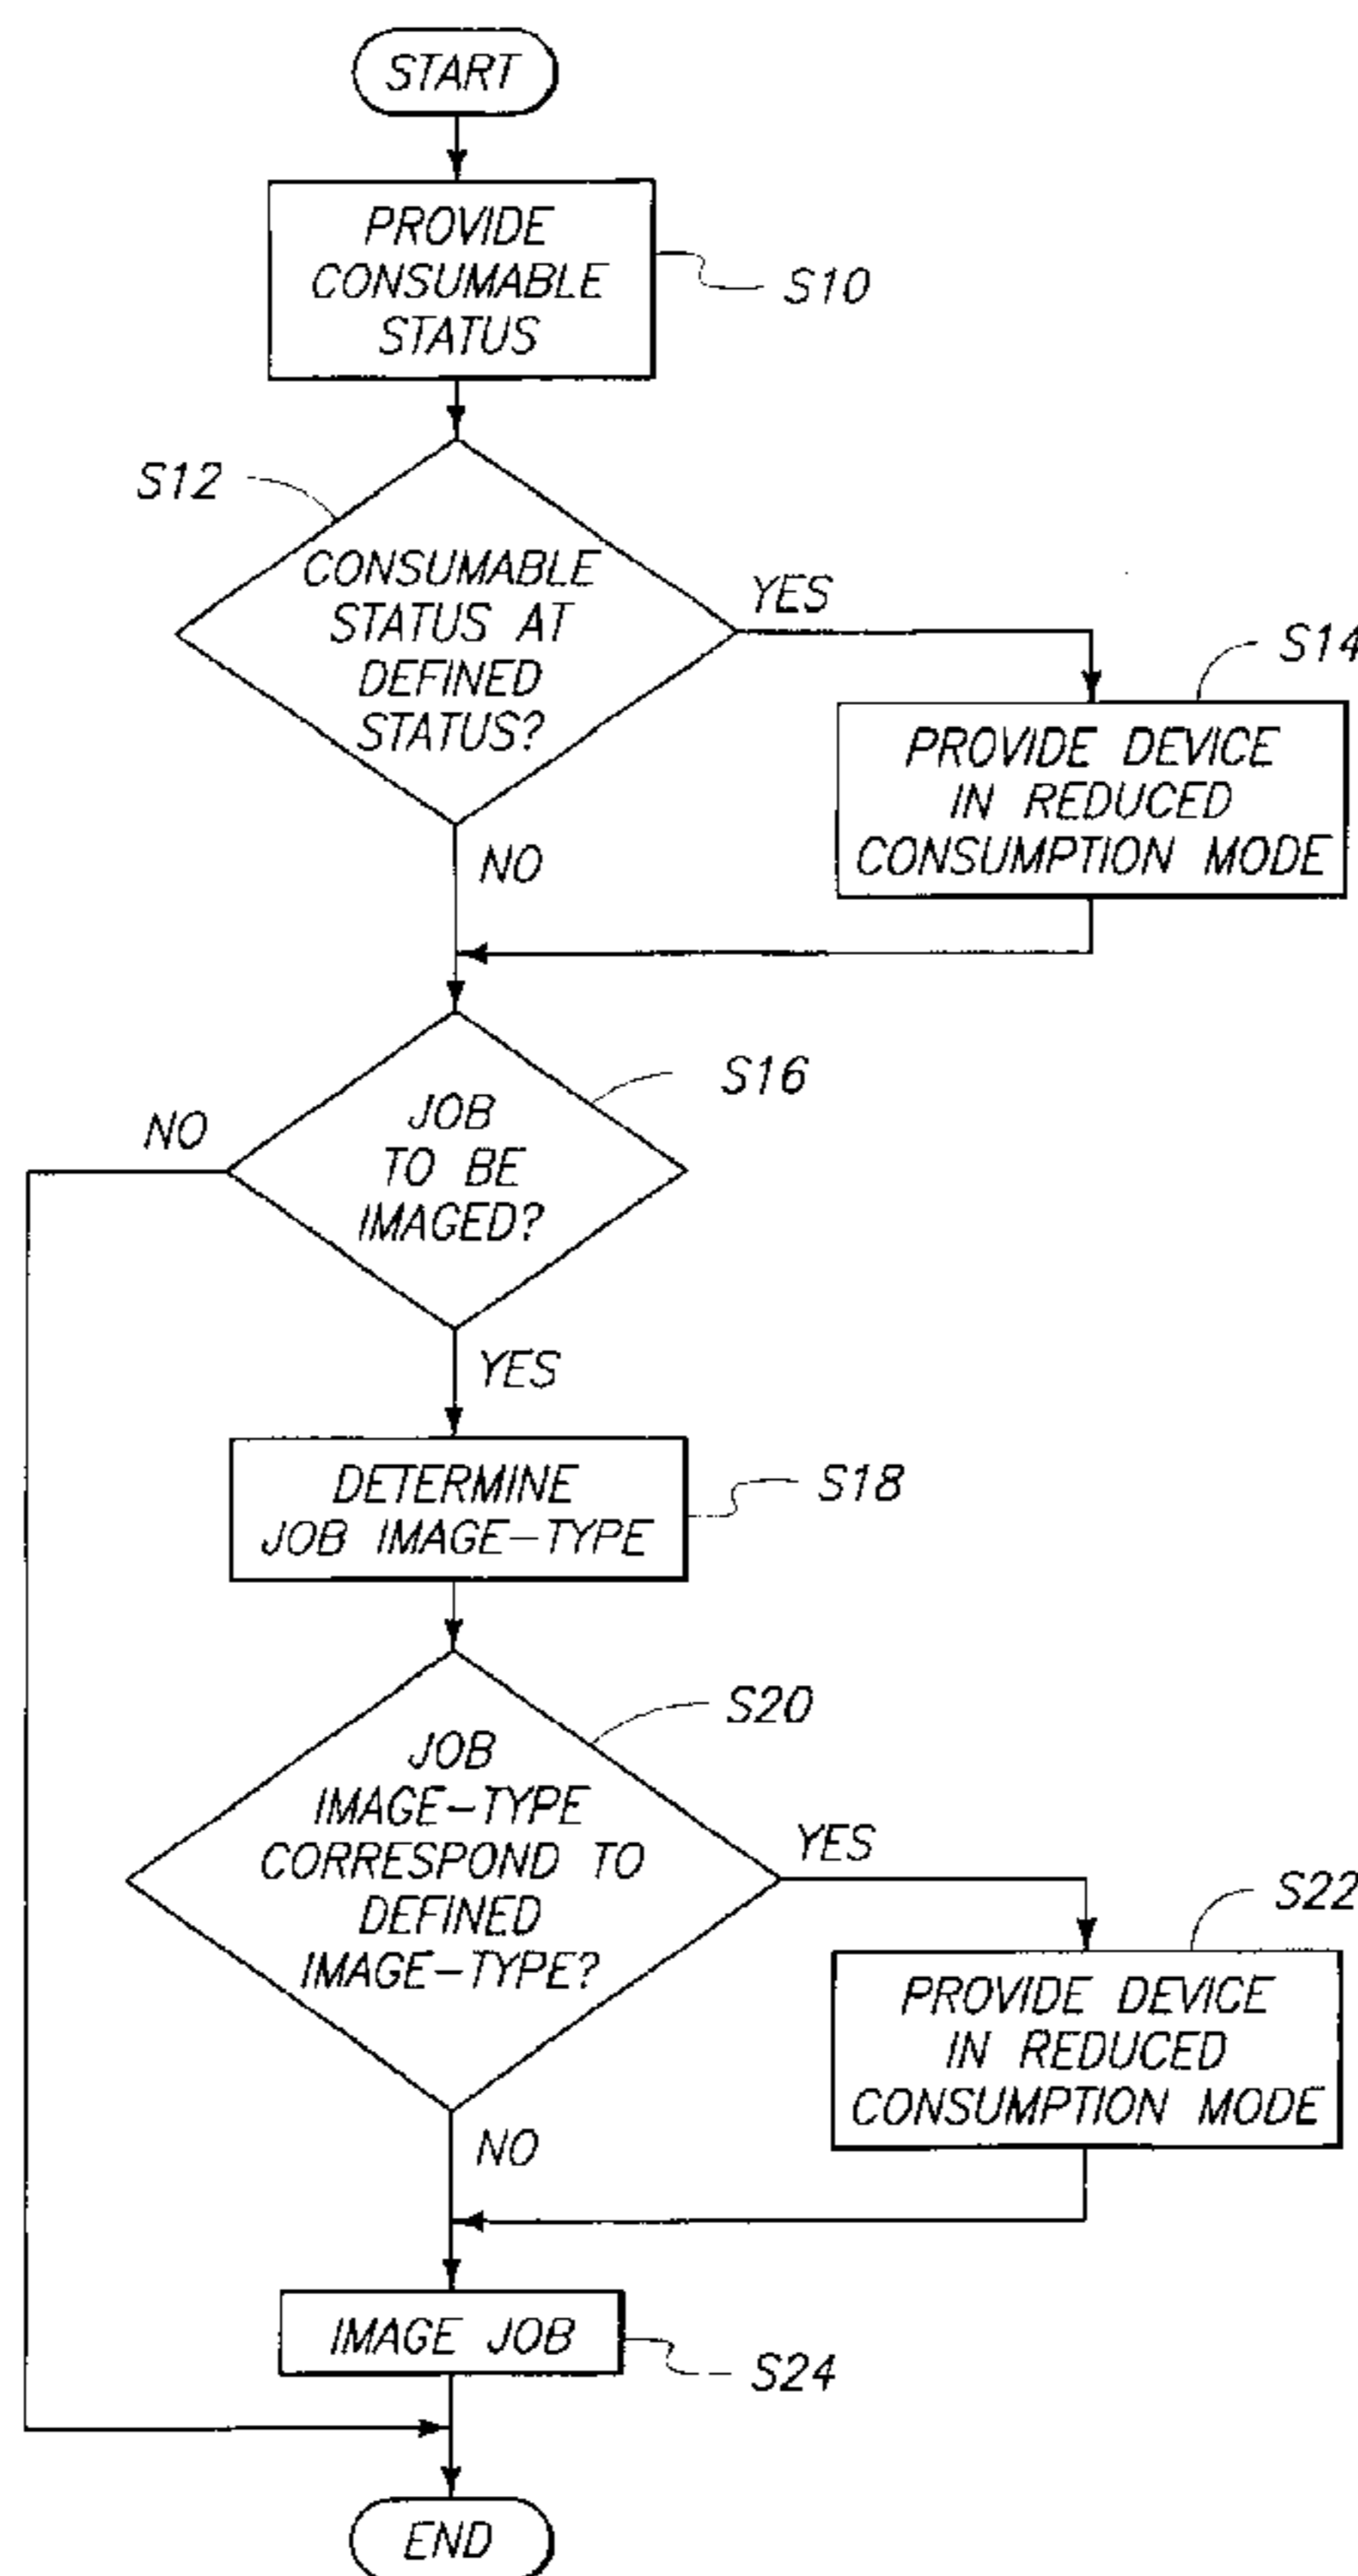 START
PROVIDE
CONSUMABLE
STATUS
S10
S12
CONSUMABLE
STATUS AT
DEFINED
STATUS?
YES
S14
PROVIDE DEVICE
IN REDUCED
CONSUMPTION MODE
NO
S16
JOB
TO BE
IMAGED?
NO
YES
DETERMINE
JOB IMAGE-TYPE
S18
S20
JOB
IMAGE-TYPE
CORRESPOND TO
DEFINED
IMAGE-TYPE?
YES
S22
PROVIDE DEVICE
IN REDUCED
CONSUMPTION MODE
NO
IMAGE JOB
S24
END